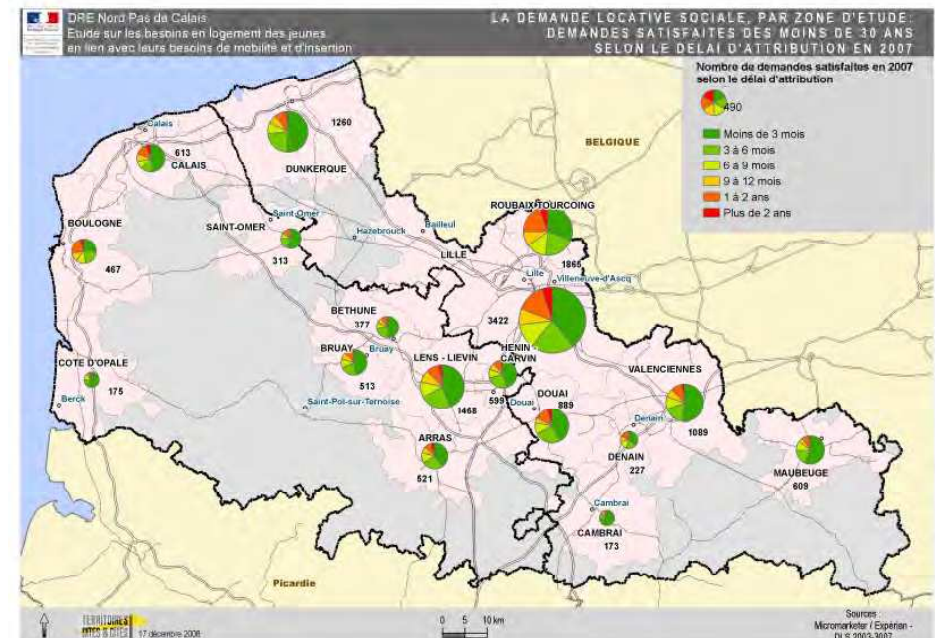 DRE Nord Pas de Calais
Etude sur les besoins en logement des jeunes
en lien avec leurs besoins de mobilité et d'insertion
LA DEMANDE LOCATIVE SOCIALE, PAR ZONE D'ETUDE:
DEMANDES SATISFAITES DES MOINS DE 30 ANS
SELON LE DELAI D'ATTRIBUTION EN 2007
Nombre de demandes satisfaites en 2007
selon le délai d'attribution
490
Moins de 3 mois
3 à 6 mois
6 à 9 mois
9 à 12 mois
1 à 2 ans
Plus de 2 ans
BELGIQUE
1260
DUNKERQUE
Calais
613
CALAIS
BOULOGNE
467
Saint-Omer
SAINT-OMER
313
Hazebrouck
Bailleul
LILLE
ROUBAIX-TOURCOING
1865
Lille
Villeneuve-d'Ascq
3422
BETHUNE
377
BRUAY
Bruay
513
LENS - LIEVIN
1468
HENIN -
CARVIN
599
COTE D'OPALE
175
Berck
Saint-Pol-sur-Ternoise
Douai
DOUAI
889
VALENCIENNES
1089
Denain
DENAIN
227
ARRAS
521
MAUBEUGE
609
Cambrai
CAMBRAI
173
Picardie
TERRITOIRES
SITES & CITES
17 décembre 2008
0 5 10 km
Sources :
Micromarketer / Experian -
DLS 2003-2007